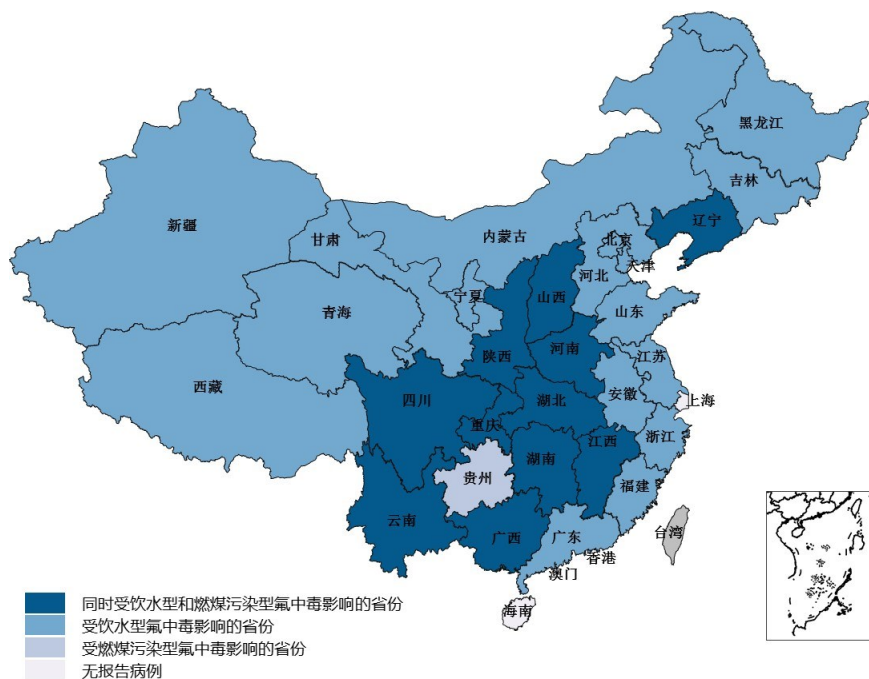 黑龙江
吉林
辽宁
新疆
甘肃
内蒙古
北京
天津
河北
宁夏
山西
山东
青海
陕西
河南
江苏
西藏
四川
湖北
安徽
上海
重庆
浙江
湖南
江西
贵州
福建
云南
广西
广东
台湾
香港
澳门
海南
同时受饮水型和燃煤污染型氟中毒影响的省份
受饮水型氟中毒影响的省份
受燃煤污染型氟中毒影响的省份
无报告病例